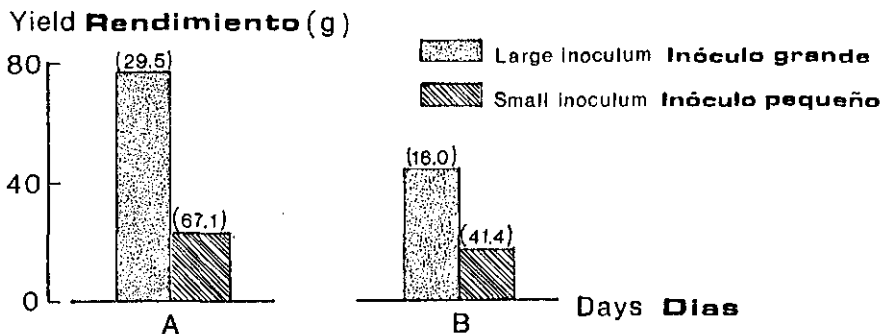 Yield Rendimiento (g)
Large inoculum Inóculo grande
Small inoculum Inóculo pequeño
80
40
0
(29.5)
(67.1)
(16.0)
(41.4)
A
B
Days Dias